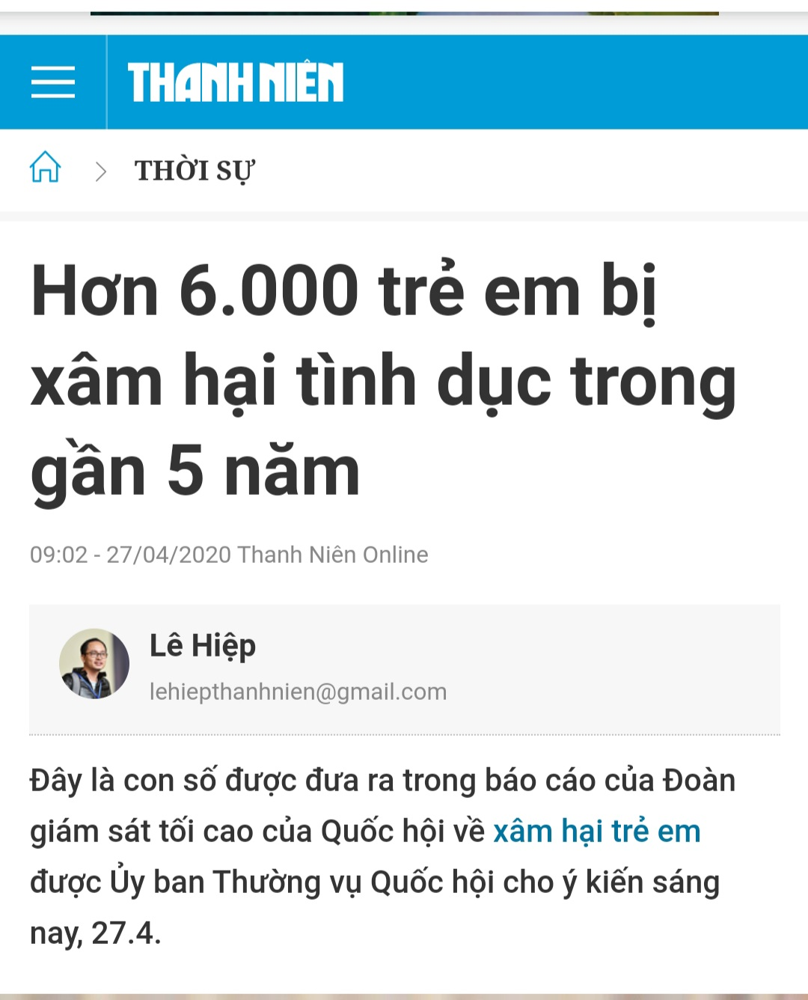 THANH NIÊN
THỜI SỰ
Hơn 6.000 trẻ em bị
xâm hại tình dục trong
gần 5 năm
09:02 - 27/04/2020 Thanh Niên Online
Lê Hiệp
lehiepthanhnien@gmail.com
Đây là con số được đưa ra trong báo cáo của Đoàn
giám sát tối cao của Quốc hội về xâm hại trẻ em
được Ủy ban Thường vụ Quốc hội cho ý kiến sáng
nay, 27.4.